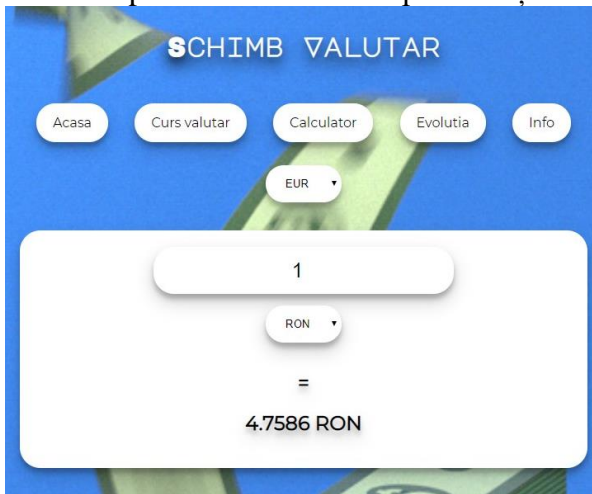 SCHIMB VALUTAR
Acasa Curs valutar Calculator Evolutia Info
EUR
1
RON
=
4.7586 RON